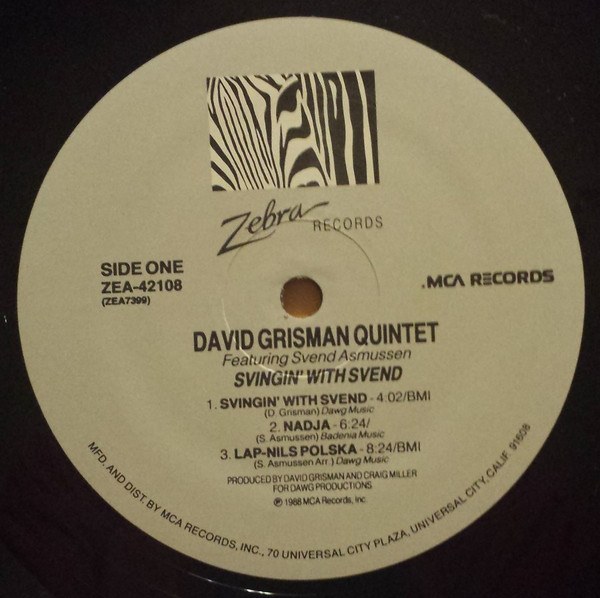 Zebra RECORDS
SIDE ONE
ZEA-42108
(ZEA7399)
.MCA RECORDS
DAVID GRISMAN QUINTET
Featuring Svend Asmussen
SVINGIN' WITH SVEND
1. SVINGIN' WITH SVEND - 4:02/BMI
(D. Grisman) Dawg Music
2. NADJA - 6:24/
(S. Asmussen) Badenia Music
3. LAP-NILS POLSKA - 8:24/BMI
(S. Asmussen Arr.) Dawg Music
PRODUCED BY DAVID GRISMAN AND CRAIG MILLER
FOR DAWG PRODUCTIONS
℗ 1988 MCA Records, Inc.
MFD. AND DIST. BY MCA RECORDS, INC., 70 UNIVERSAL CITY PLAZA, UNIVERSAL CITY, CALIF. 91608